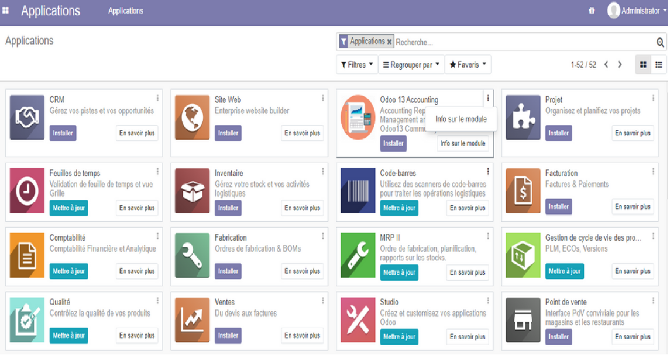 Applications Applications Administrator
Applications
Applications × Recherche...
Filtres Regrouper par Favoris 1-52 / 52
CRM
Gérez vos pistes et vos opportunités
Installer En savoir plus
Site Web
Enterprise website builder
Installer En savoir plus
Odoo 13 Accounting
Accounting Rep
Management ar
Odoo13 Commu
Info sur le module
Installer Info sur le module
Projet
Organisez et planifiez vos projets
Installer En savoir plus
Feuilles de temps
Validation de feuille de temps et vue
Grille
Mettre à jour En savoir plus
Inventaire
Gérez votre stock et vos activités
logistiques
Installer En savoir plus
Code-barres
Utilisez des scanners de code-barres
pour traiter les opérations logistiques
Mettre à jour En savoir plus
Facturation
Factures & Paiements
Installer En savoir plus
Comptabilité
Comptabilité Financière et Analytique
Mettre à jour En savoir plus
Fabrication
Ordres de fabrication & BOMs
Installer En savoir plus
MRP II
Ordre de fabrication, planification,
rapports sur les stocks.
Mettre à jour En savoir plus
Gestion de cycle de vie des pro...
PLM, ECOs, Versions
Mettre à jour En savoir plus
Qualité
Contrôlez la qualité de vos produits
Mettre à jour En savoir plus
Ventes
Du devis aux factures
Installer En savoir plus
Studio
Créez et customisez vos applications
Odoo
Mettre à jour En savoir plus
Point de vente
Interface PdV conviviale pour les
magasins et les restaurants
Installer En savoir plus